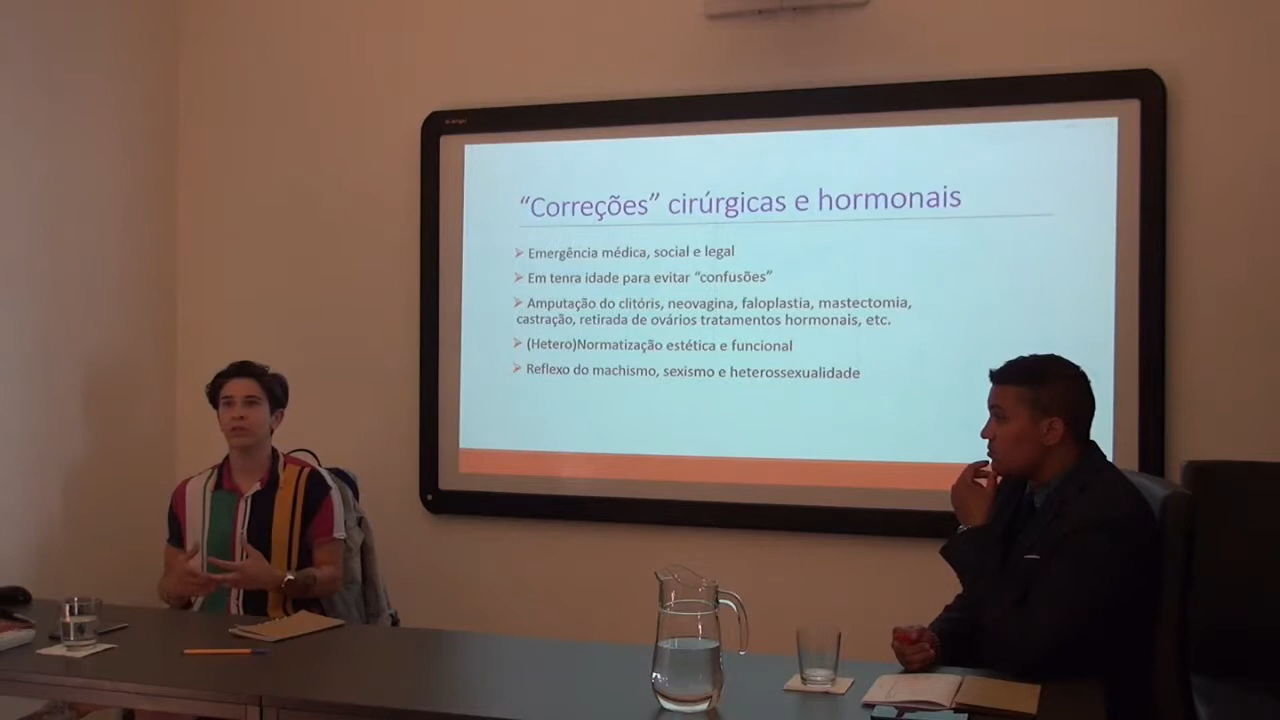 “Correções” cirúrgicas e hormonais
➢ Emergência médica, social e legal
➢ Em tenra idade para evitar “confusões”
➢ Amputação do clitóris, neovagina, faloplastia, mastectomia,
castração, retirada de ovários tratamentos hormonais, etc.
➢ (Hetero)Normatização estética e funcional
➢ Reflexo do machismo, sexismo e heterossexualidade